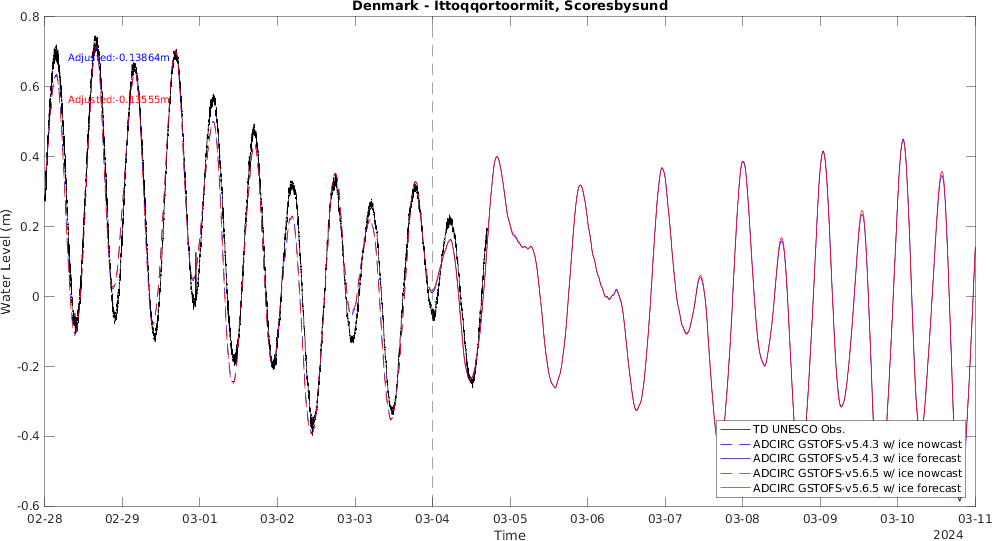 Denmark - Ittoqqortoormiit, Scoresbysund
0.8
0.6
0.4
0.2
0
-0.2
-0.4
-0.6
Water Level (m)
Adjusted:-0.13864m
Adjusted:-0.13555m
TD UNESCO Obs.
ADCIRC GSTOFS-v5.4.3 w/ ice nowcast
ADCIRC GSTOFS-v5.4.3 w/ ice forecast
ADCIRC GSTOFS-v5.6.5 w/ ice nowcast
ADCIRC GSTOFS-v5.6.5 w/ ice forecast
02-28 02-29 03-01 03-02 03-03 03-04 03-05 03-06 03-07 03-08 03-09 03-10 03-11
Time
2024